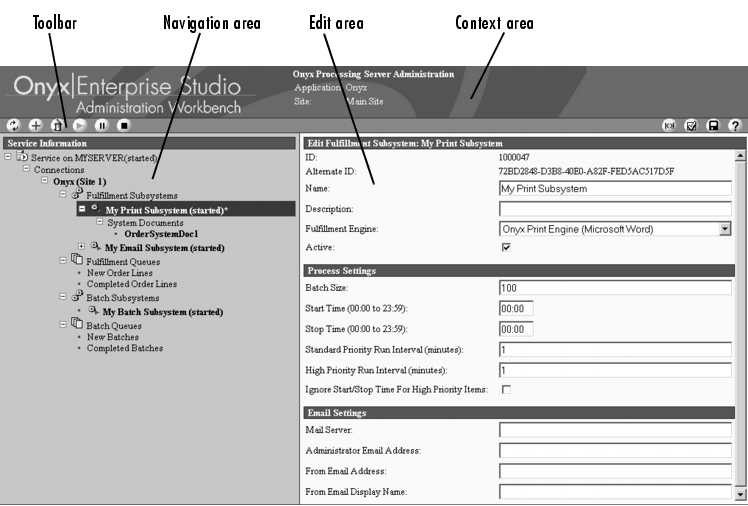 Toolbar Navigation area Edit area Context area
Onyx|Enterprise Studio
Administration Workbench
Onyx Processing Server Administration
Application: Onyx
Site: Main Site
Service Information
Service on MYSERVER(started)
Connections
Onyx (Site 1)
Fulfillment Subsystems
My Print Subsystem (started)*
System Documents
OrderSystemDoc1
My Email Subsystem (started)
Fulfillment Queues
New Order Lines
Completed Order Lines
Batch Subsystems
My Batch Subsystem (started)
Batch Queues
New Batches
Completed Batches
Edit Fulfillment Subsystem: My Print Subsystem
ID: 1000047
Alternate ID: 72BD2848-D3B8-40E0-A82F-FED5AC517D5F
Name: My Print Subsystem
Description:
Fulfillment Engine: Onyx Print Engine (Microsoft Word)
Active:
Process Settings
Batch Size: 100
Start Time (00:00 to 23:59): 00:00
Stop Time (00:00 to 23:59): 00:00
Standard Priority Run Interval (minutes): 1
High Priority Run Interval (minutes): 1
Ignore Start/Stop Time For High Priority Items:
Email Settings
Mail Server:
Administrator Email Address:
From Email Address:
From Email Display Name: